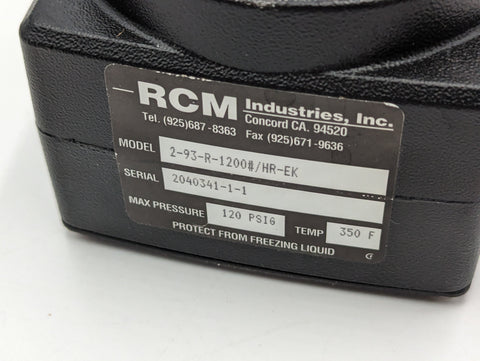 RCM Industries, Inc.
Concord CA. 94520
Tel. (925)687-8363 Fax (925)671-9636
MODEL 2-93-R-1200#/HR-EK
SERIAL 2040341-1-1
MAX PRESSURE 120 PSIG TEMP 350 F
PROTECT FROM FREEZING LIQUID